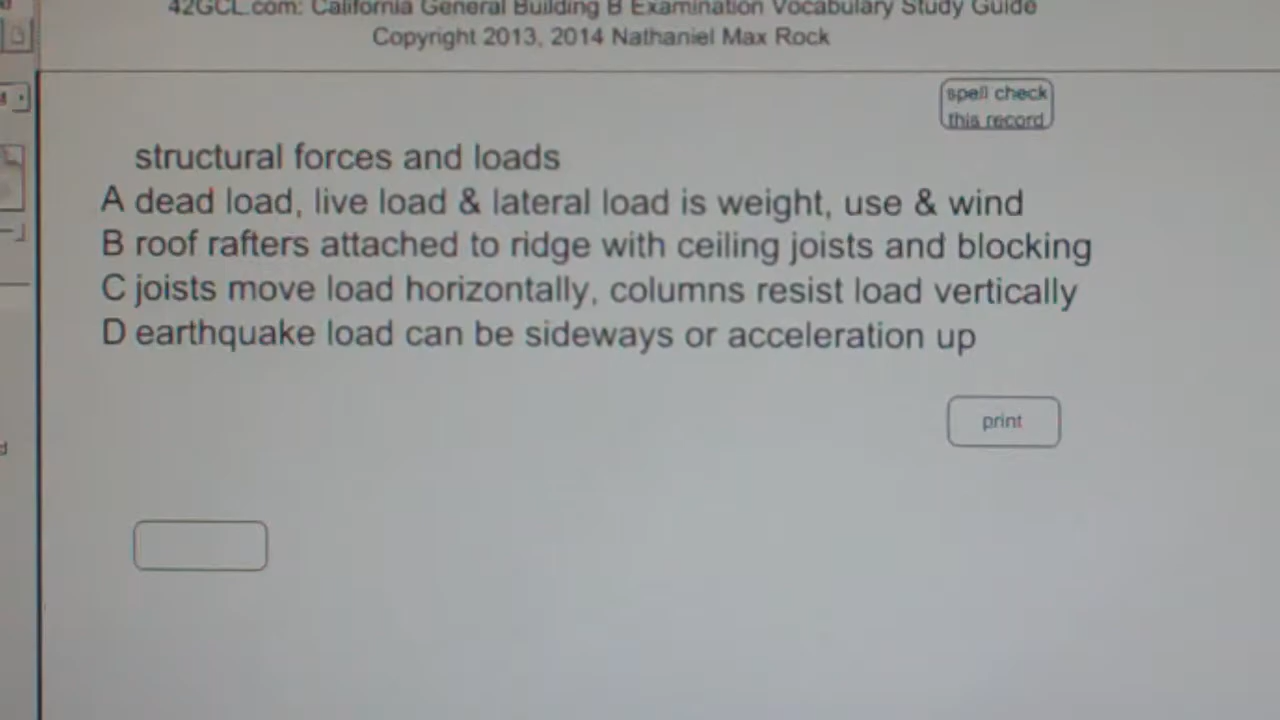 42GCL.com: California General Building B Examination Vocabulary Study Guide
Copyright 2013, 2014 Nathaniel Max Rock
spell check
this record
structural forces and loads
A dead load, live load & lateral load is weight, use & wind
B roof rafters attached to ridge with ceiling joists and blocking
C joists move load horizontally, columns resist load vertically
D earthquake load can be sideways or acceleration up
print